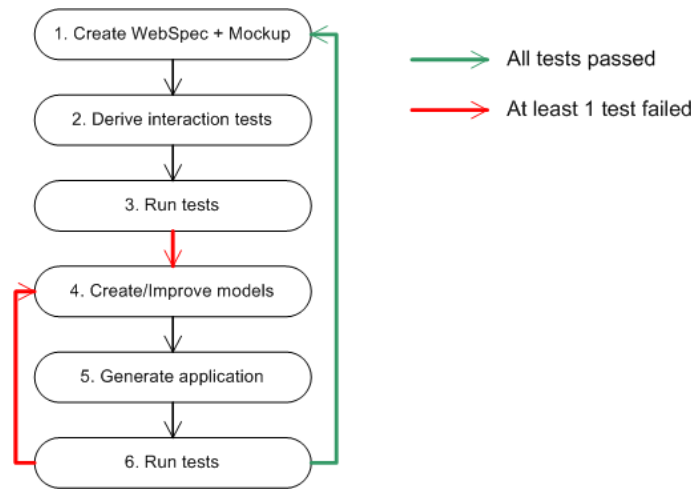 1. Create WebSpec + Mockup
2. Derive interaction tests
3. Run tests
4. Create/Improve models
5. Generate application
6. Run tests
All tests passed
At least 1 test failed